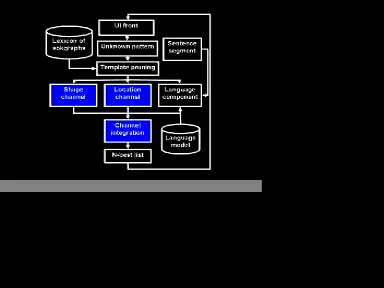 UI front
Lexicon of
sokgraphs
Unknown pattern
Sentence
segment
Template pruning
Shape
channel
Location
channel
Language
component
Channel
integration
Language
model
N-best list